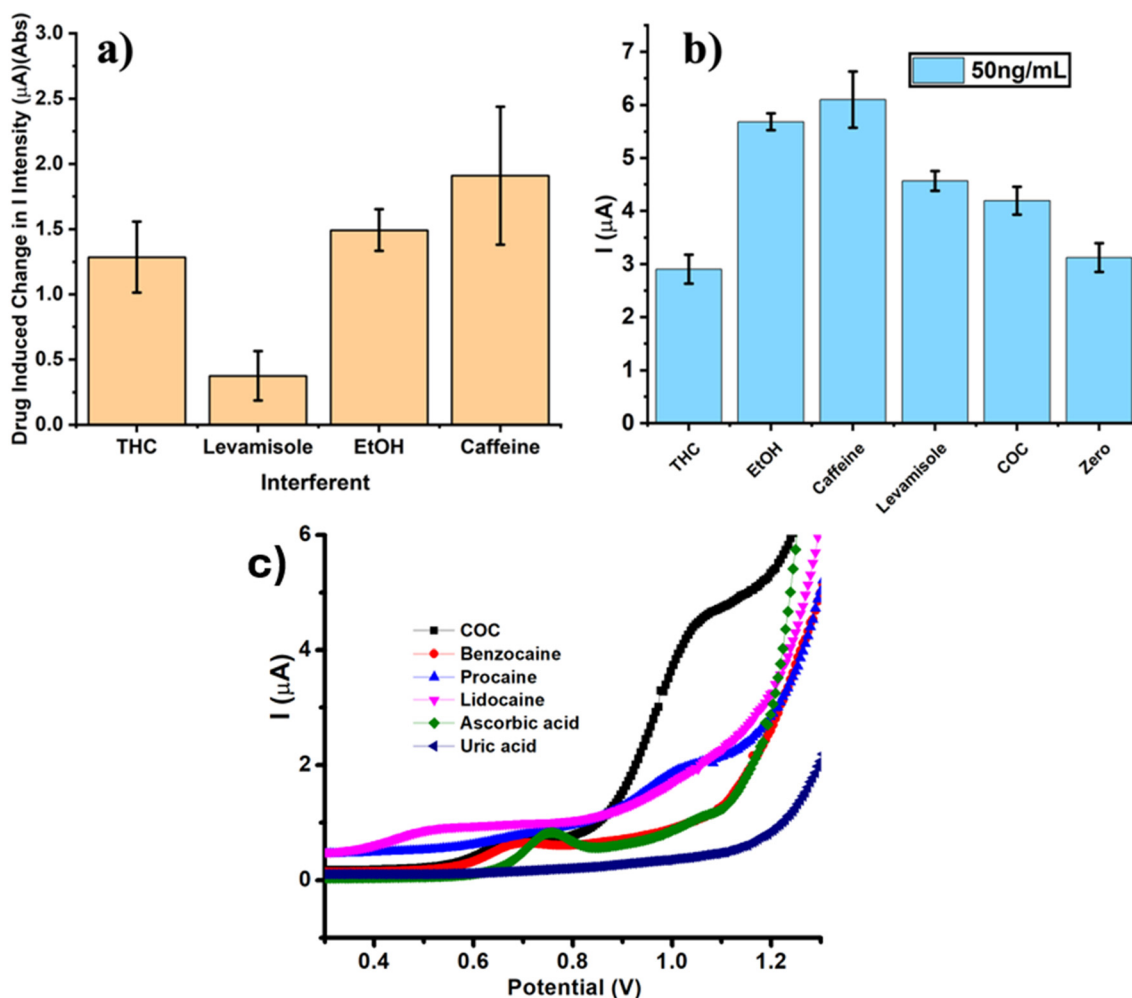 a)
Drug Induced Change in I Intensity (μA)(Abs)
3.0
2.5
2.0
1.5
1.0
0.5
0.0
THC Levamisole EtOH Caffeine
Interferent
b)
50ng/mL
I (μA)
7
6
5
4
3
2
1
0
THC EtOH Caffeine Levamisole COC Zero
c)
COC
Benzocaine
Procaine
Lidocaine
Ascorbic acid
Uric acid
I (μA)
6
4
2
0
0.4 0.6 0.8 1.0 1.2
Potential (V)